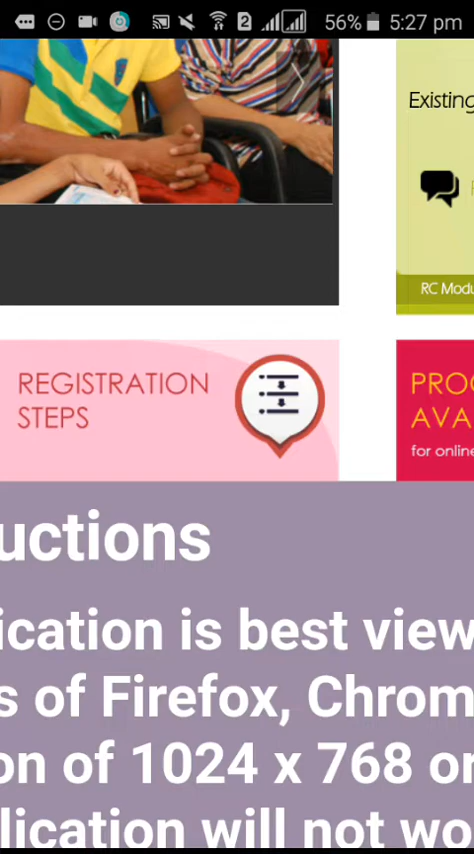 56% 5:27 pm
2
Existing
RC Modu
REGISTRATION
STEPS
PROG
AVA
for online
uctions
ication is best view
s of Firefox, Chrom
on of 1024 x 768 or
lication will not wo